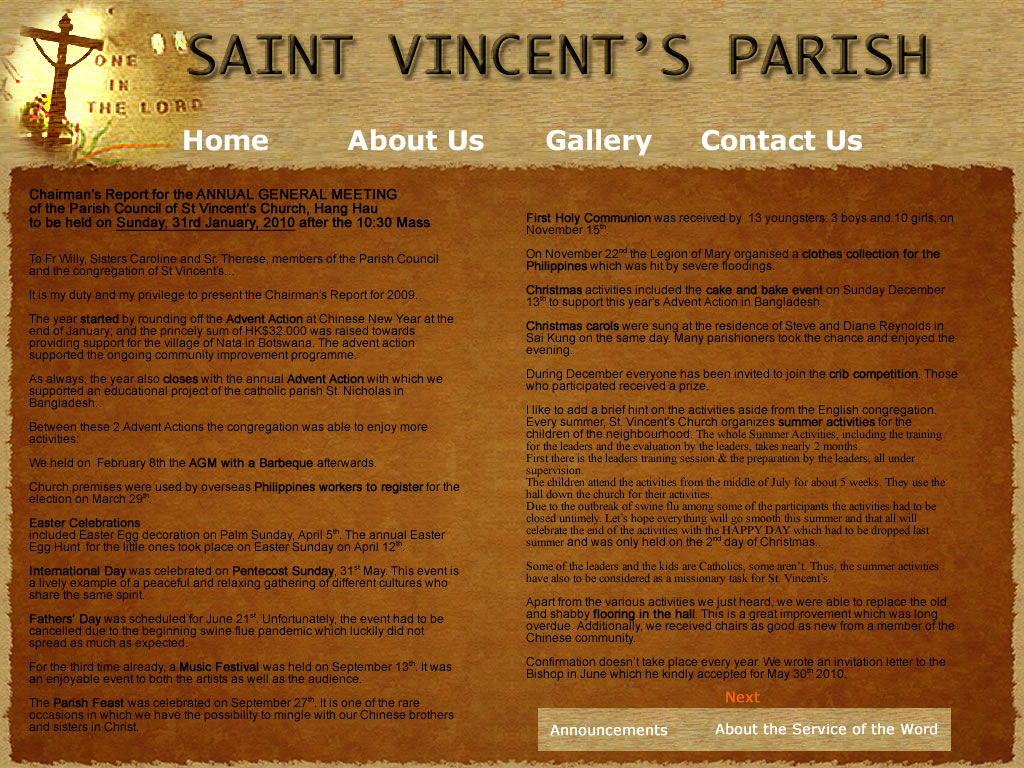 ONE
IN
THE LORD
SAINT VINCENT'S PARISH
Home About Us Gallery Contact Us
Chairman's Report for the ANNUAL GENERAL MEETING
of the Parish Council of St Vincent's Church, Hang Hau
to be held on Sunday, 31rd January, 2010 after the 10:30 Mass
To Fr Willy, Sisters Caroline and Sr. Therese, members of the Parish Council
and the congregation of St Vincent's...
It is my duty and my privilege to present the Chairman's Report for 2009.
The year started by rounding off the Advent Action at Chinese New Year at the
end of January; and the princely sum of HK$32.000 was raised towards
providing support for the village of Nata in Botswana. The advent action
supported the ongoing community improvement programme.
As always, the year also closes with the annual Advent Action with which we
supported an educational project of the catholic parish St. Nicholas in
Bangladesh.
Between these 2 Advent Actions the congregation was able to enjoy more
activities:
We held on February 8th the AGM with a Barbeque afterwards.
Church premises were used by overseas Philippines workers to register for the
election on March 29th.
Easter Celebrations
included Easter Egg decoration on Palm Sunday, April 5th. The annual Easter
Egg Hunt for the little ones took place on Easter Sunday on April 12th.
International Day was celebrated on Pentecost Sunday, 31st May. This event is
a lively example of a peaceful and relaxing gathering of different cultures who
share the same spirit.
Fathers' Day was scheduled for June 21st. Unfortunately, the event had to be
cancelled due to the beginning swine flue pandemic which luckily did not
spread as much as expected.
For the third time already, a Music Festival was held on September 13th. It was
an enjoyable event to both the artists as well as the audience.
The Parish Feast was celebrated on September 27th. It is one of the rare
occasions in which we have the possibility to mingle with our Chinese brothers
and sisters in Christ.
First Holy Communion was received by 13 youngsters: 3 boys and 10 girls, on
November 15th.
On November 22nd the Legion of Mary organised a clothes collection for the
Philippines which was hit by severe floodings.
Christmas activities included the cake and bake event on Sunday December
13th to support this year's Advent Action in Bangladesh.
Christmas carols were sung at the residence of Steve and Diane Reynolds in
Sai Kung on the same day. Many parishioners took the chance and enjoyed the
evening.
During December everyone has been invited to join the crib competition. Those
who participated received a prize.
I like to add a brief hint on the activities aside from the English congregation.
Every summer, St. Vincent's Church organizes summer activities for the
children of the neighbourhood. The whole Summer Activities, including the training
for the leaders and the evaluation by the leaders, takes nearly 2 months.
First there is the leaders training session & the preparation by the leaders, all under
supervision.
The children attend the activities from the middle of July for about 5 weeks. They use the
hall down the church for their activities.
Due to the outbreak of swine flu among some of the participants the activities had to be
closed untimely. Let's hope everything will go smooth this summer and that all will
celebrate the end of the activities with the HAPPY DAY which had to be dropped last
summer and was only held on the 2nd day of Christmas..
Some of the leaders and the kids are Catholics, some aren't. Thus, the summer activities
have also to be considered as a missionary task for St. Vincent's.
Apart from the various activities we just heard, we were able to replace the old
and shabby flooring in the hall. This is a great improvement which was long
overdue. Additionally, we received chairs as good as new from a member of the
Chinese community.
Confirmation doesn't take place every year. We wrote an invitation letter to the
Bishop in June which he kindly accepted for May 30th 2010.
Next
Announcements About the Service of the Word